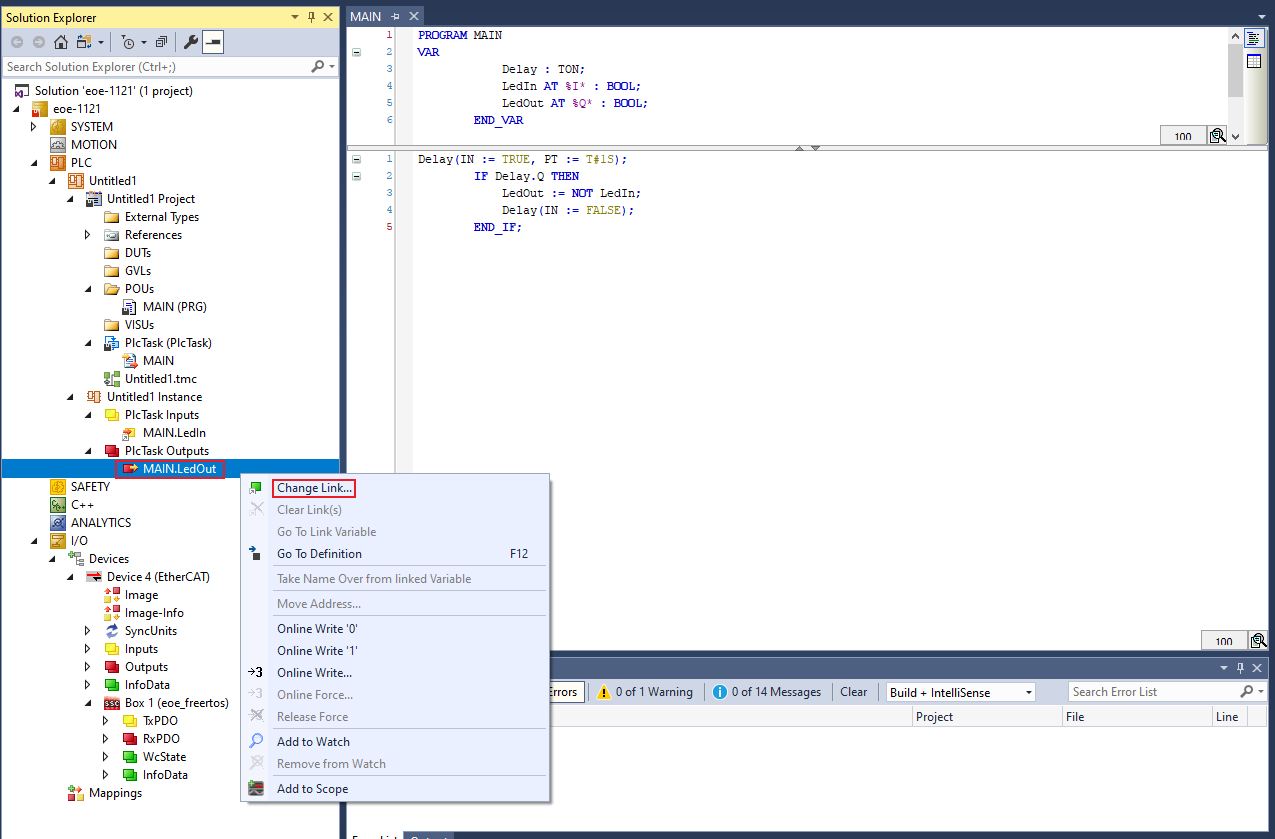 Solution Explorer
Search Solution Explorer (Ctrl+;)
Solution 'eoe-1121' (1 project)
eoe-1121
SYSTEM
MOTION
PLC
Untitled1
Untitled1 Project
External Types
References
DUTs
GVLs
POUs
MAIN (PRG)
VISUs
PlcTask (PlcTask)
MAIN
Untitled1.tmc
Untitled1 Instance
PlcTask Inputs
MAIN.LedIn
PlcTask Outputs
MAIN.LedOut
SAFETY
C++
ANALYTICS
I/O
Devices
Device 4 (EtherCAT)
Image
Image-Info
SyncUnits
Inputs
Outputs
InfoData
Box 1 (eoe_freertos)
TxPDO
RxPDO
WcState
InfoData
Mappings
Change Link...
Clear Link(s)
Go To Link Variable
Go To Definition F12
Take Name Over from linked Variable
Move Address...
Online Write '0'
Online Write '1'
Online Write...
Online Force...
Release Force
Add to Watch
Remove from Watch
Add to Scope
MAIN
1 PROGRAM MAIN
2 VAR
3 Delay : TON;
4 LedIn AT %I* : BOOL;
5 LedOut AT %Q* : BOOL;
6 END_VAR
100
1 Delay(IN := TRUE, PT := T#1S);
2 IF Delay.Q THEN
3 LedOut := NOT LedIn;
4 Delay(IN := FALSE);
5 END_IF;
100
0 of 1 Warning 0 of 14 Messages Clear Build + IntelliSense Search Error List
Project File Line